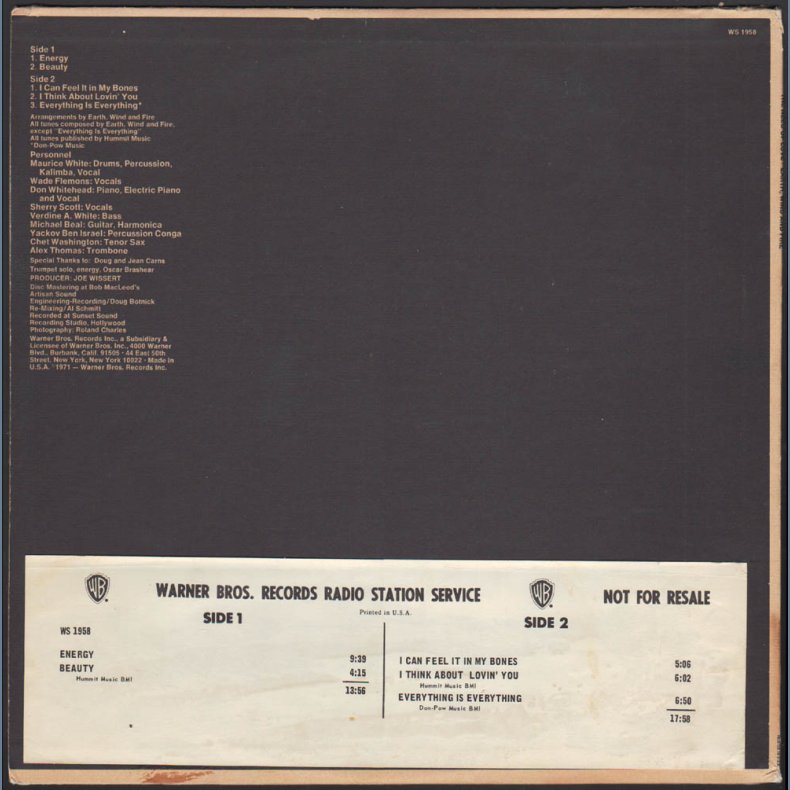 WS 1958
Side 1
1. Energy
2. Beauty
Side 2
1. I Can Feel It in My Bones
2. I Think About Lovin' You
3. Everything Is Everything*
Arrangements by Earth, Wind and Fire
All tunes composed by Earth, Wind and Fire,
except "Everything Is Everything"
All tunes published by Hummit Music
*Don-Pow Music
Personnel
Maurice White: Drums, Percussion,
Kalimba, Vocal
Wade Flemons: Vocals
Don Whitehead: Piano, Electric Piano
and Vocal
Sherry Scott: Vocals
Verdine A. White: Bass
Michael Beal: Guitar, Harmonica
Yackov Ben Israel: Percussion Conga
Chet Washington: Tenor Sax
Alex Thomas: Trombone
Special Thanks to: Doug and Jean Carne
Trumpet solo, energy, Oscar Brashear
PRODUCER: JOE WISSERT
Disc Mastering at Bob MacLeod's
Artisan Sound
Engineering-Recording/Doug Botnick
Re-Mixing/Al Schmitt
Recorded at Sunset Sound
Recording Studio, Hollywood
Photography: Roland Charles
Warner Bros. Records Inc., a Subsidiary &
Licensee of Warner Bros. Inc., 4000 Warner
Blvd., Burbank, Calif. 91505 • 44 East 50th
Street, New York, New York 10022 • Made in
U.S.A. ©1971 — Warner Bros. Records Inc.
WB WARNER BROS. RECORDS RADIO STATION SERVICE WB NOT FOR RESALE
Printed in U.S.A.
SIDE 1
WS 1958
ENERGY 9:39
BEAUTY 4:15
Hummit Music BMI
13:56
SIDE 2
I CAN FEEL IT IN MY BONES 5:06
I THINK ABOUT LOVIN' YOU 6:02
Hummit Music BMI
EVERYTHING IS EVERYTHING 6:50
Don-Pow Music BMI
17:58